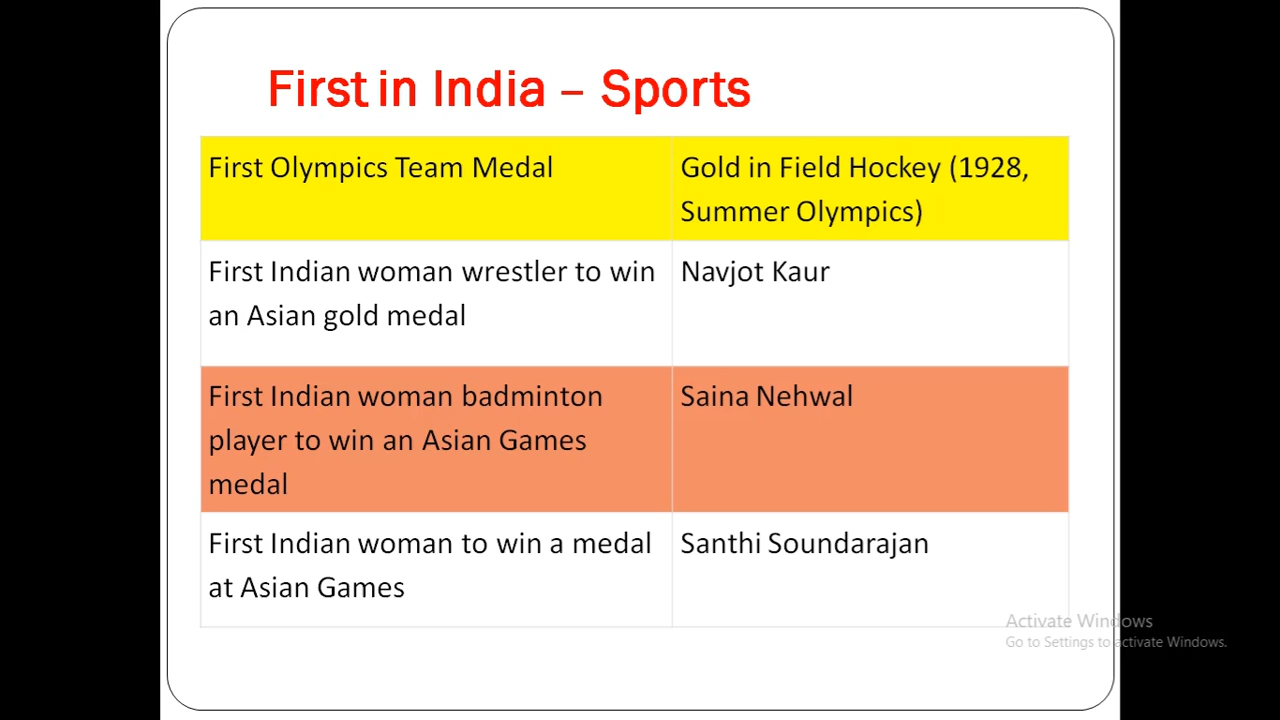 First in India – Sports
First Olympics Team Medal
Gold in Field Hockey (1928,
Summer Olympics)
First Indian woman wrestler to win
an Asian gold medal
Navjot Kaur
First Indian woman badminton
player to win an Asian Games
medal
Saina Nehwal
First Indian woman to win a medal
at Asian Games
Santhi Soundarajan
Activate Windows
Go to Settings to activate Windows.